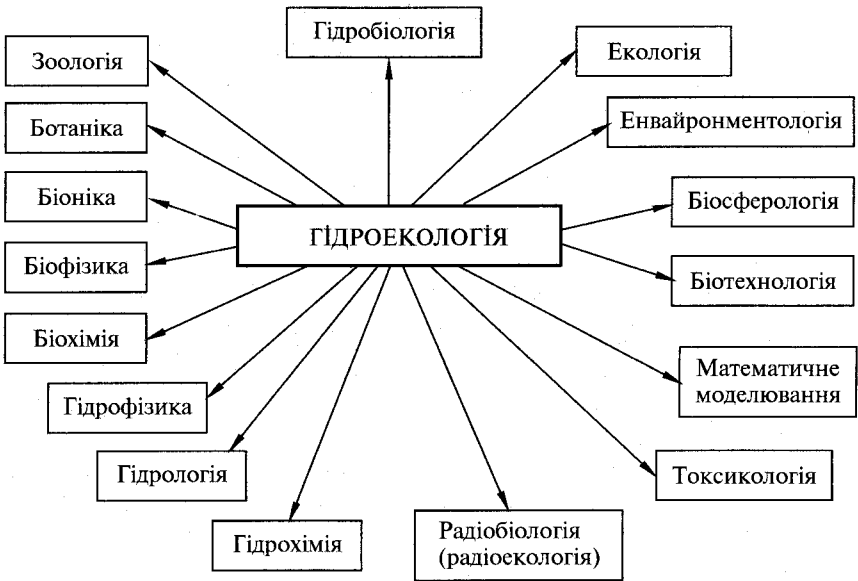 Гідробіологія
Зоологія
Екологія
Ботаніка
Енвайронментологія
Біоніка
Біосферологія
ГІДРОЕКОЛОГІЯ
Біофізика
Біотехнологія
Біохімія
Математичне
моделювання
Гідрофізика
Гідрологія
Токсикологія
Гідрохімія
Радіобіологія
(радіоекологія)